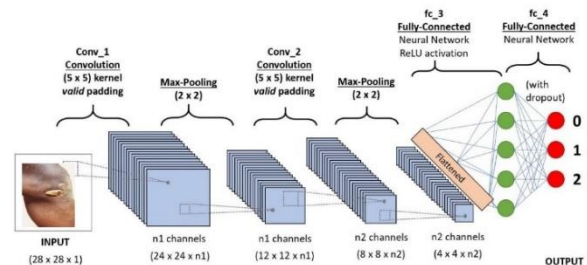 fc_3
Fully-Connected
Neural Network
ReLU activation
fc_4
Fully-Connected
Neural Network
Conv_1
Convolution
(5 x 5) kernel
valid padding
Max-Pooling
(2 x 2)
Conv_2
Convolution
(5 x 5) kernel
valid padding
Max-Pooling
(2 x 2)
(with
dropout)
0
1
2
Flattened
INPUT
(28 x 28 x 1)
n1 channels
(24 x 24 x n1)
n1 channels
(12 x 12 x n1)
n2 channels
(8 x 8 x n2)
n2 channels
(4 x 4 x n2)
OUTPUT